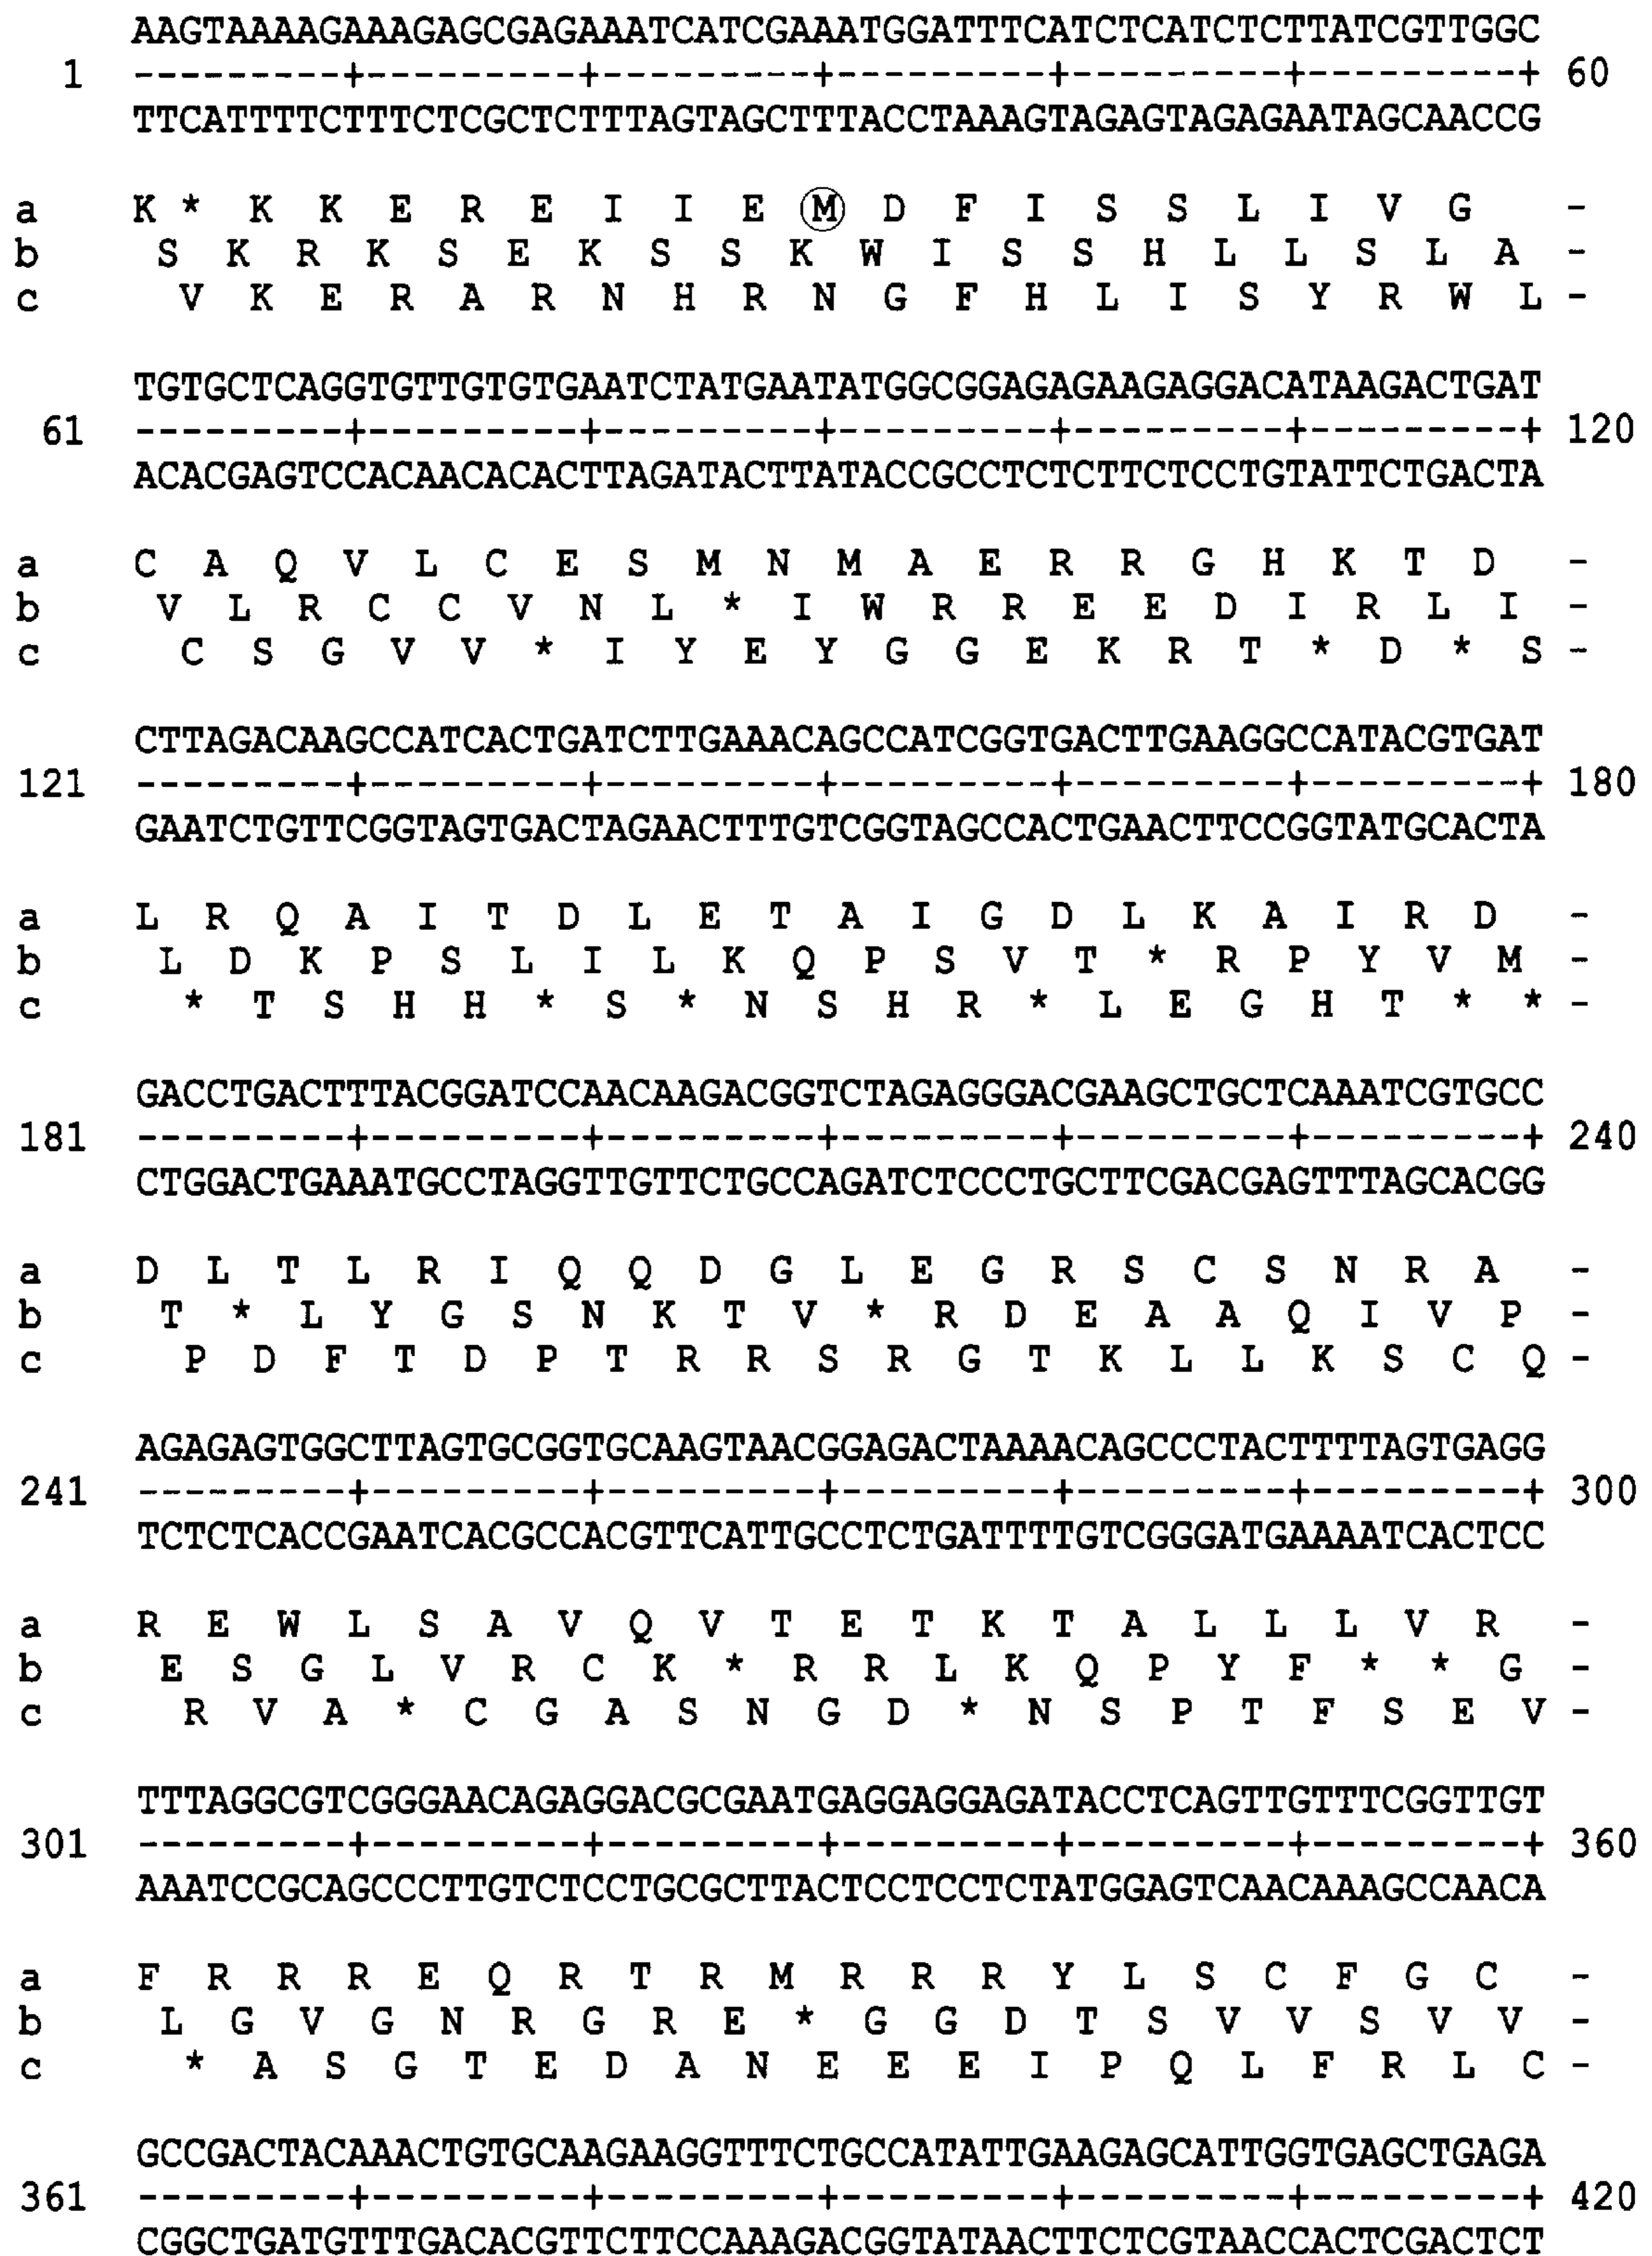 AAGTAAAAGAAAGAGCGAGAAATCATCGAAATGGATTTCATCTCATCTCTTATCGTTGGC
1 ---------+---------+---------+---------+---------+---------+ 60
TTCATTTTCTTTCTCGCTCTTTAGTAGCTTTACCTAAAGTAGAGTAGAGAATAGCAACCG
a K * K K E R E I I E M D F I S S L I V G -
b S K R K S E K S S K W I S S H L L S L A -
c V K E R A R N H R N G F H L I S Y R W L -
TGTGCTCAGGTGTTGTGTGAATCTATGAATATGGCGGAGAGAAGAGGACATAAGACTGAT
61 ---------+---------+---------+---------+---------+---------+ 120
ACACGAGTCCACAACACACTTAGATACTTATACCGCCTCTCTTCTCCTGTATTCTGACTA
a C A Q V L C E S M N M A E R R G H K T D -
b V L R C C V N L * I W R R E E D I R L I -
c C S G V V * I Y E Y G G E K R T * D * S -
CTTAGACAAGCCATCACTGATCTTGAAACAGCCATCGGTGACTTGAAGGCCATACGTGAT
121 ---------+---------+---------+---------+---------+---------+ 180
GAATCTGTTCGGTAGTGACTAGAACTTTGTCGGTAGCCACTGAACTTCCGGTATGCACTA
a L R Q A I T D L E T A I G D L K A I R D -
b L D K P S L I L K Q P S V T * R P Y V M -
c * T S H H * S * N S H R * L E G H T * * -
GACCTGACTTTACGGATCCAACAAGACGGTCTAGAGGGACGAAGCTGCTCAAATCGTGCC
181 ---------+---------+---------+---------+---------+---------+ 240
CTGGACTGAAATGCCTAGGTTGTTCTGCCAGATCTCCCTGCTTCGACGAGTTTAGCACGG
a D L T L R I Q Q D G L E G R S C S N R A -
b T * L Y G S N K T V * R D E A A Q I V P -
c P D F T D P T R R S R G T K L L K S C Q -
AGAGAGTGGCTTAGTGCGGTGCAAGTAACGGAGACTAAAACAGCCCTACTTTTAGTGAGG
241 ---------+---------+---------+---------+---------+---------+ 300
TCTCTCACCGAATCACGCCACGTTCATTGCCTCTGATTTTGTCGGGATGAAAATCACTCC
a R E W L S A V Q V T E T K T A L L L V R -
b E S G L V R C K * R R L K Q P Y F * * G -
c R V A * C G A S N G D * N S P T F S E V -
TTTAGGCGTCGGGAACAGAGGACGCGAATGAGGAGGAGATACCTCAGTTGTTTCGGTTGT
301 ---------+---------+---------+---------+---------+---------+ 360
AAATCCGCAGCCCTTGTCTCCTGCGCTTACTCCTCCTCTATGGAGTCAACAAAGCCAACA
a F R R R E Q R T R M R R R Y L S C F G C -
b L G V G N R G R E * G G D T S V V S V V -
c * A S G T E D A N E E E I P Q L F R L C -
GCCGACTACAAACTGTGCAAGAAGGTTTCTGCCATATTGAAGAGCATTGGTGAGCTGAGA
361 ---------+---------+---------+---------+---------+---------+ 420
CGGCTGATGTTTGACACGTTCTTCCAAAGACGGTATAACTTCTCGTAACCACTCGACTCT